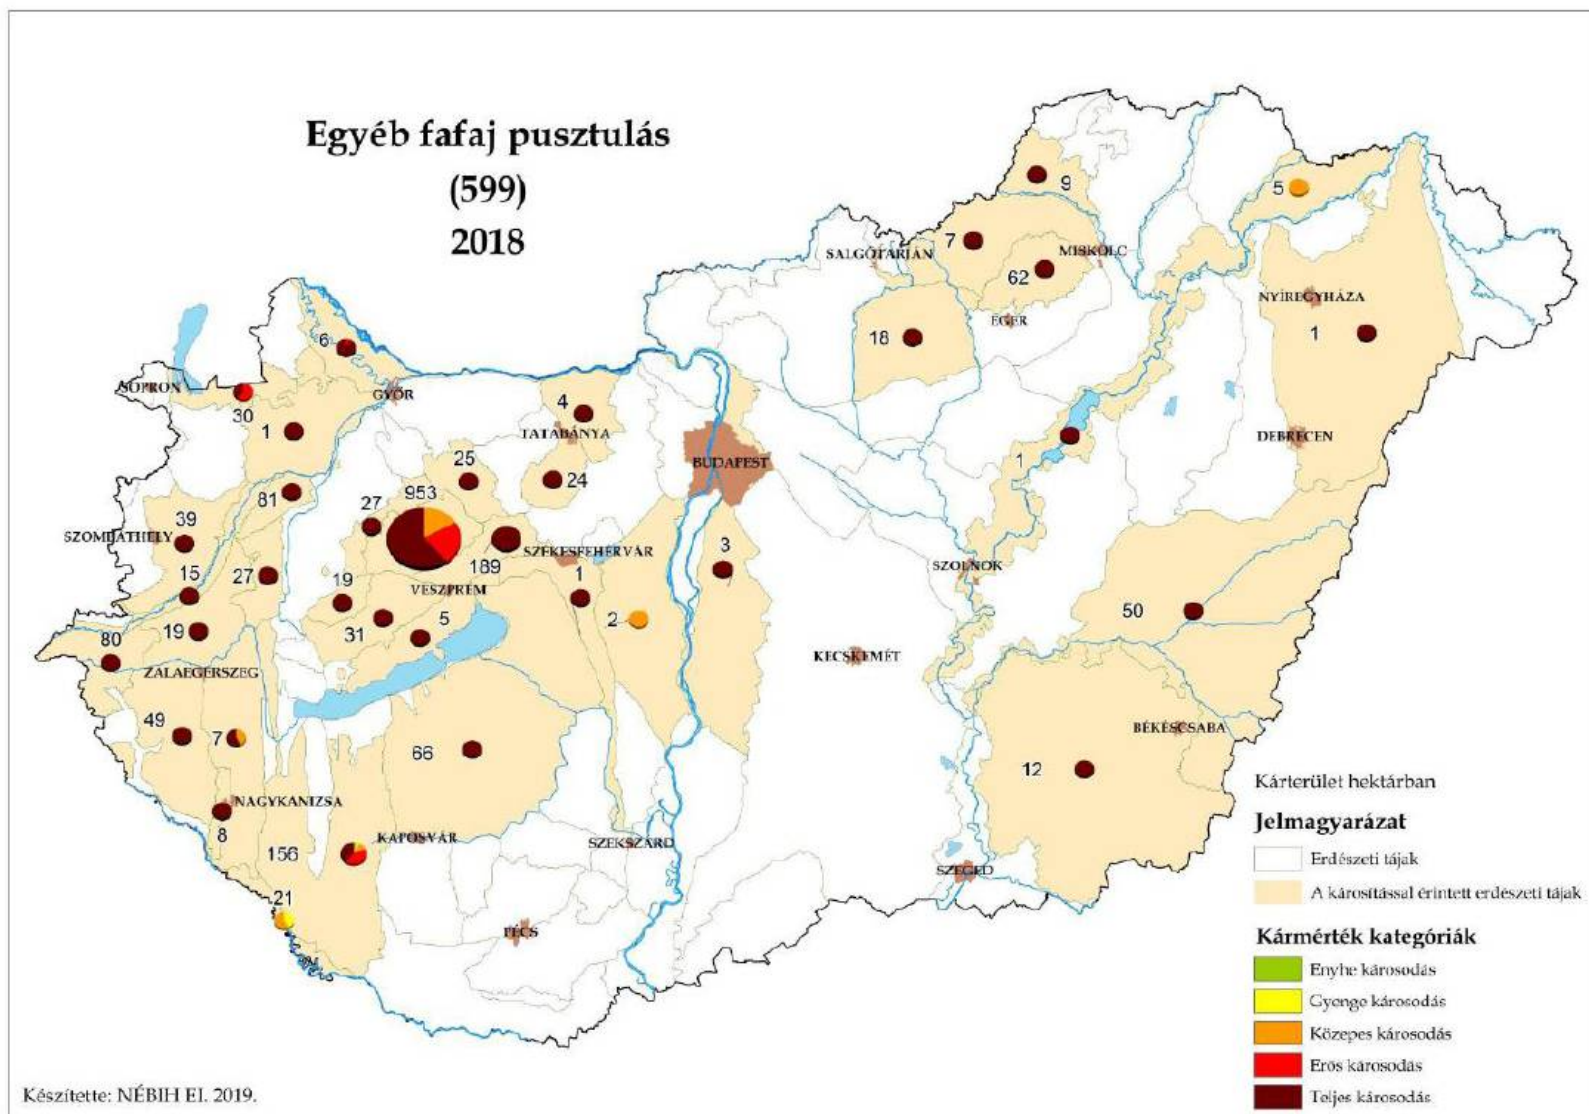 Egyéb fafaj pusztulás
(599)
2018
9
5
7
SALGÓTARJÁN
MISKOLC
62
NYÍREGYHÁZA
6
EGER
18
1
SOPRON
GYŐR
30
4
1
TATABÁNYA
DEBRECEN
25
BUDAPEST
1
953
24
81
27
39
SZOMBATHELY
SZÉKESFEHÉRVÁR
3
189
SZOLNOK
15
27
19
VESZPRÉM
1
5
2
50
80
19
31
KECSKEMÉT
ZALAEGERSZEG
49
7
66
BÉKÉSCSABA
12
NAGYKANIZSA
8
KAPOSVÁR
SZEKSZÁRD
156
SZEGED
21
PÉCS
Kárterület hektárban
Jelmagyarázat
Erdészeti tájak
A károsítással érintett erdészeti tájak
Kármérték kategóriák
Enyhe károsodás
Gyenge károsodás
Közepes károsodás
Erős károsodás
Teljes károsodás
Készítette: NÉBIH EI. 2019.